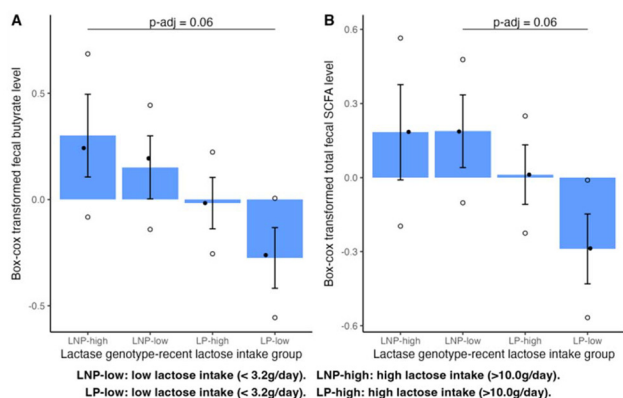 A
p-adj = 0.06
Box-cox transformed fecal butyrate level
0.5
0.0
-0.5
LNP-high LNP-low LP-high LP-low
Lactase genotype-recent lactose intake group
B
p-adj = 0.06
Box-cox transformed total fecal SCFA level
0.6
0.3
0.0
-0.3
-0.6
LNP-high LNP-low LP-high LP-low
Lactase genotype-recent lactose intake group
LNP-low: low lactose intake (< 3.2g/day). LNP-high: high lactose intake (>10.0g/day).
LP-low: low lactose intake (< 3.2g/day). LP-high: high lactose intake (>10.0g/day).